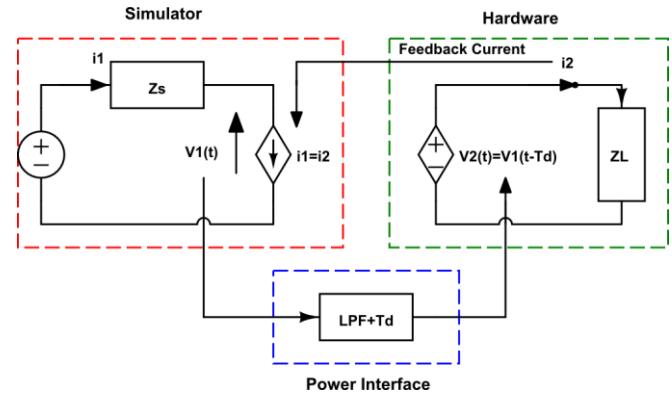 Simulator
Hardware
Feedback Current
i1
i2
Zs
V1(t)
i1=i2
V2(t)=V1(t-Td)
ZL
LPF+Td
Power Interface